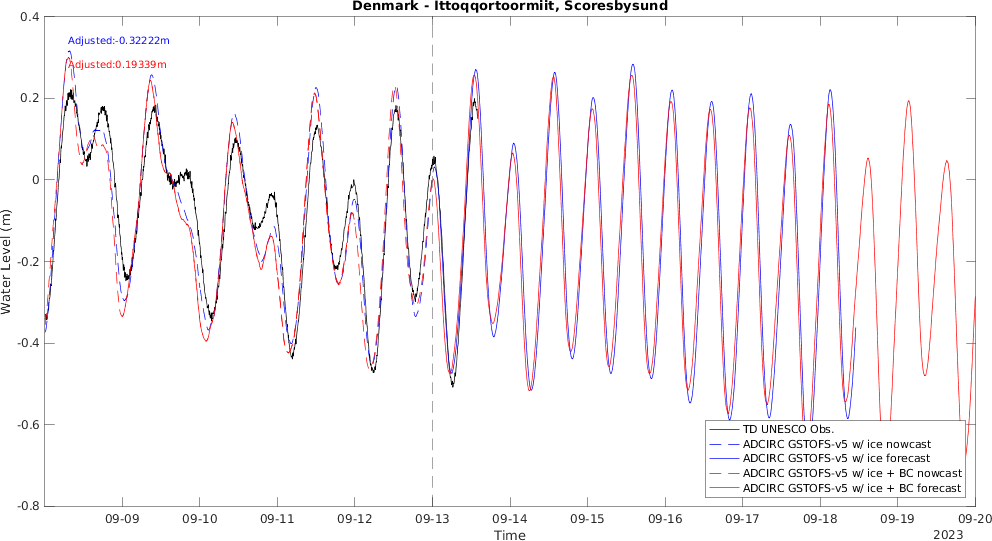 Denmark - Ittoqqortoormiit, Scoresbysund
Adjusted:-0.32222m
Adjusted:0.19339m
Water Level (m)
0.4
0.2
0
-0.2
-0.4
-0.6
-0.8
TD UNESCO Obs.
ADCIRC GSTOFS-v5 w/ ice nowcast
ADCIRC GSTOFS-v5 w/ ice forecast
ADCIRC GSTOFS-v5 w/ ice + BC nowcast
ADCIRC GSTOFS-v5 w/ ice + BC forecast
09-09 09-10 09-11 09-12 09-13 09-14 09-15 09-16 09-17 09-18 09-19 09-20
Time
2023